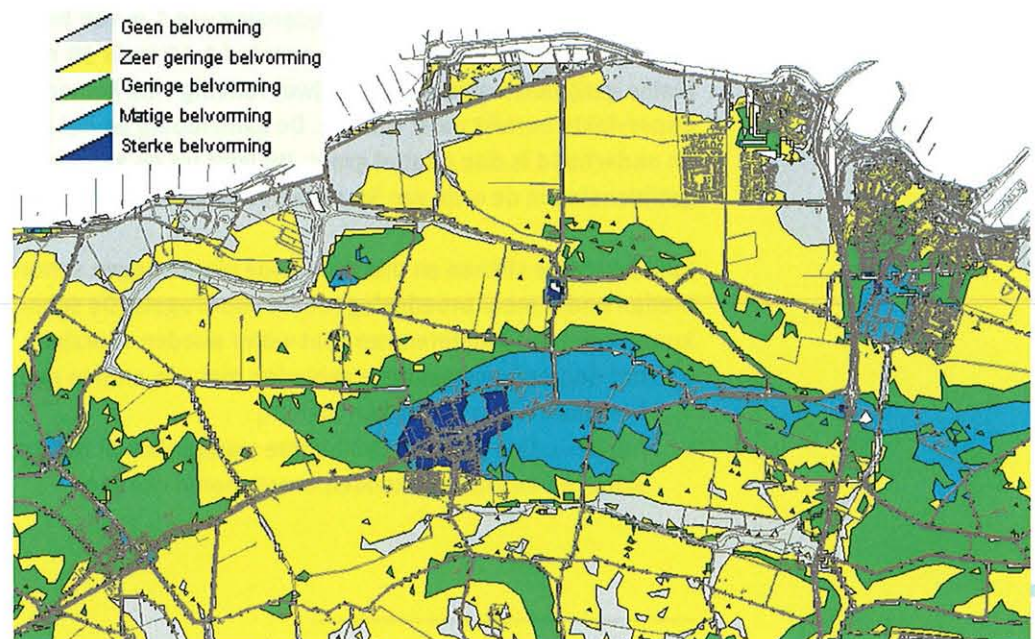 Geen belvorming
Zeer geringe belvorming
Geringe belvorming
Matige belvorming
Sterke belvorming